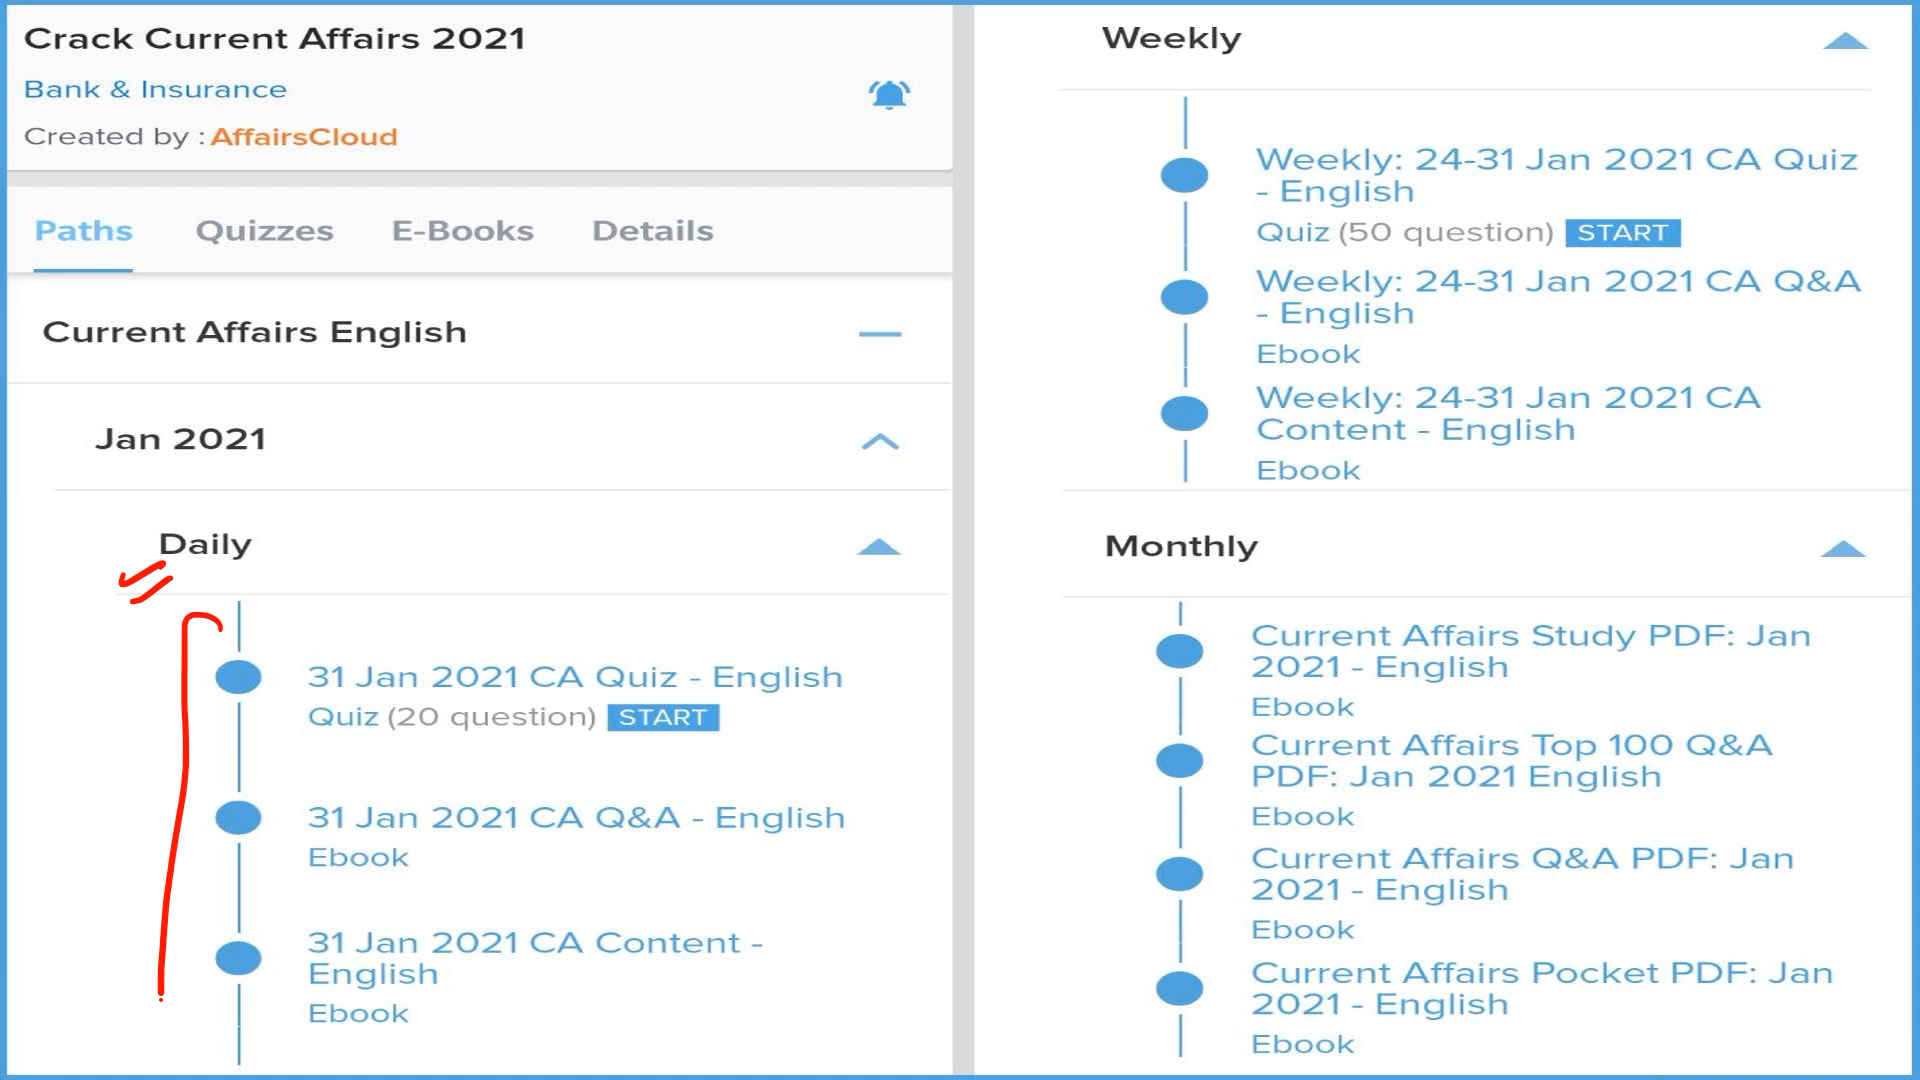 Crack Current Affairs 2021
Bank & Insurance
Created by : AffairsCloud
Paths Quizzes E-Books Details
Current Affairs English
Jan 2021
Daily
31 Jan 2021 CA Quiz - English
Quiz (20 question) START
31 Jan 2021 CA Q&A - English
Ebook
31 Jan 2021 CA Content -
English
Ebook
Weekly
Weekly: 24-31 Jan 2021 CA Quiz
- English
Quiz (50 question) START
Weekly: 24-31 Jan 2021 CA Q&A
- English
Ebook
Weekly: 24-31 Jan 2021 CA
Content - English
Ebook
Monthly
Current Affairs Study PDF: Jan
2021 - English
Ebook
Current Affairs Top 100 Q&A
PDF: Jan 2021 English
Ebook
Current Affairs Q&A PDF: Jan
2021 - English
Ebook
Current Affairs Pocket PDF: Jan
2021 - English
Ebook